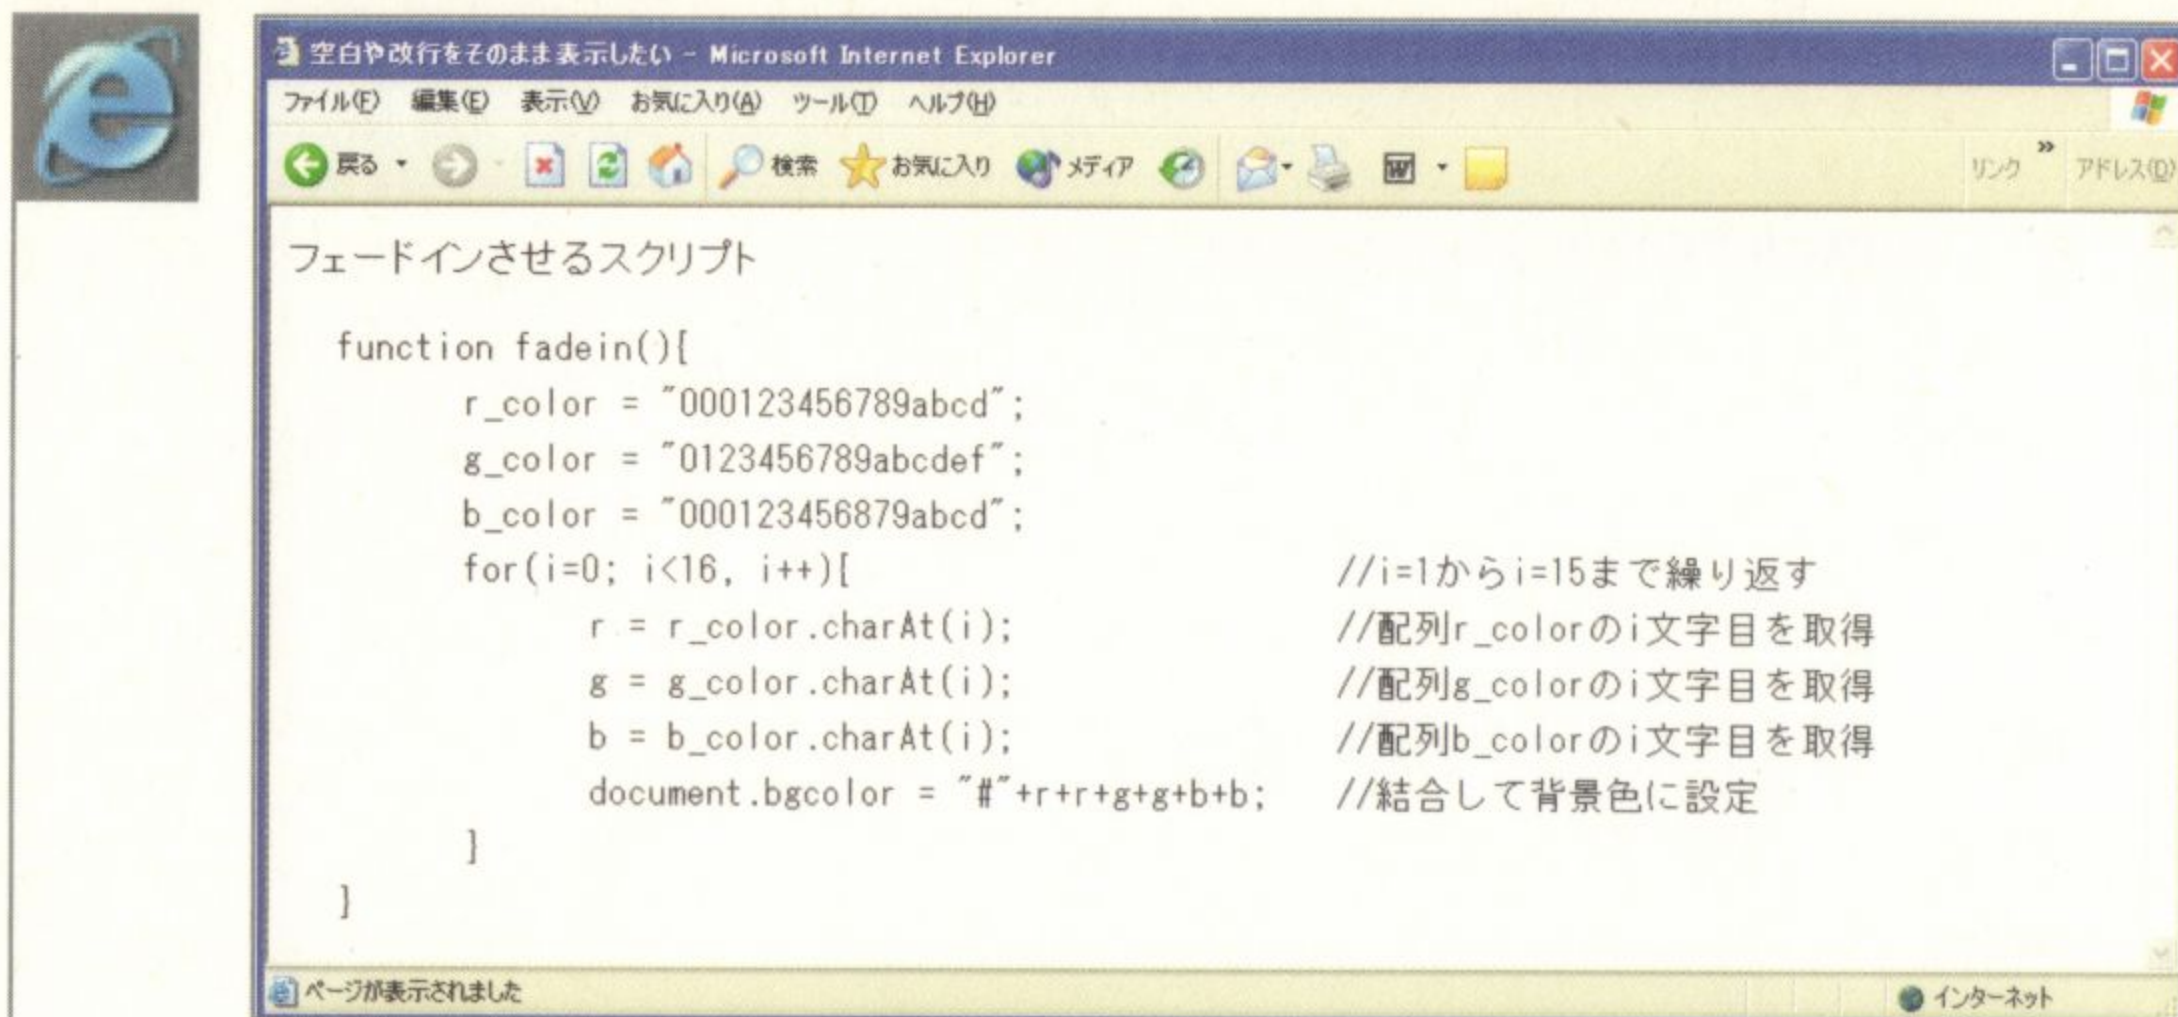 空白や改行をそのまま表示したい - Microsoft Internet Explorer
ファイル(F) 編集(E) 表示(V) お気に入り(A) ツール(T) ヘルプ(H)
戻る 検索 お気に入り メディア リンク » アドレス(D)
フェードインさせるスクリプト
function fadein(){
r_color = "000123456789abcd";
g_color = "0123456789abcdef";
b_color = "000123456879abcd";
for(i=0; i<16, i++){ //i=1からi=15まで繰り返す
r = r_color.charAt(i); //配列r_colorのi文字目を取得
g = g_color.charAt(i); //配列g_colorのi文字目を取得
b = b_color.charAt(i); //配列b_colorのi文字目を取得
document.bgcolor = "#"+r+r+g+g+b+b; //結合して背景色に設定
}
}
ページが表示されました インターネット